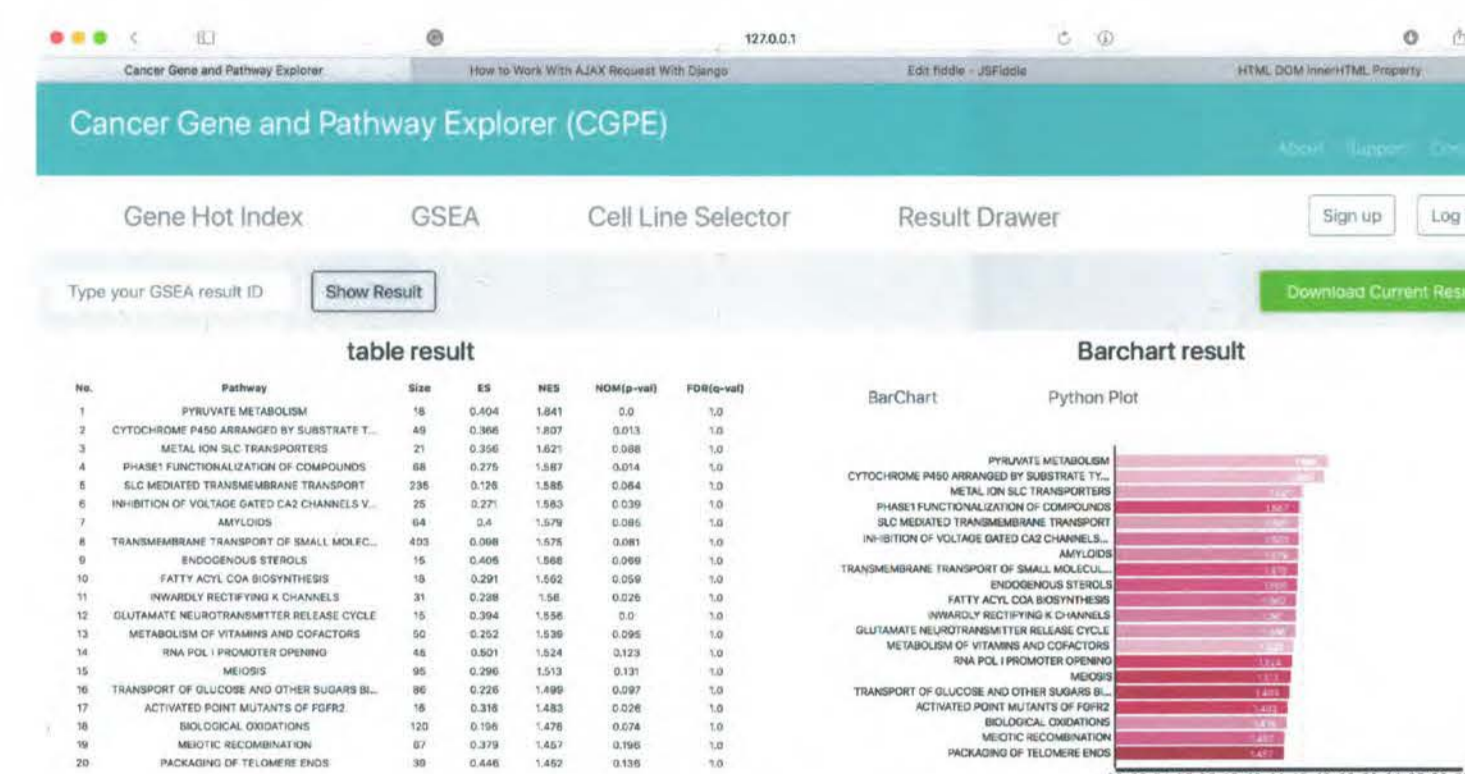 127.0.0.1
Cancer Gene and Pathway Explorer How to Work With AJAX Request With Django Edit fiddle - JSFiddle HTML DOM innerHTML Property
Cancer Gene and Pathway Explorer (CGPE)
About Support
Gene Hot Index GSEA Cell Line Selector Result Drawer Sign up Log
Type your GSEA result ID Show Result Download Current Resu
table result
No. Pathway Size ES NES NOM(p-val) FDR(q-val)
1 PYRUVATE METABOLISM 18 0.404 1.841 0.0 1.0
2 CYTOCHROME P450 ARRANGED BY SUBSTRATE T... 49 0.366 1.807 0.013 1.0
3 METAL ION SLC TRANSPORTERS 21 0.356 1.621 0.088 1.0
4 PHASE1 FUNCTIONALIZATION OF COMPOUNDS 68 0.275 1.587 0.014 1.0
5 SLC MEDIATED TRANSMEMBRANE TRANSPORT 235 0.126 1.585 0.064 1.0
6 INHIBITION OF VOLTAGE GATED CA2 CHANNELS V... 25 0.271 1.583 0.039 1.0
7 AMYLOIDS 64 0.4 1.579 0.085 1.0
8 TRANSMEMBRANE TRANSPORT OF SMALL MOLEC... 403 0.098 1.575 0.081 1.0
9 ENDOGENOUS STEROLS 15 0.406 1.568 0.069 1.0
10 FATTY ACYL COA BIOSYNTHESIS 18 0.291 1.562 0.059 1.0
11 INWARDLY RECTIFYING K CHANNELS 31 0.238 1.56 0.026 1.0
12 GLUTAMATE NEUROTRANSMITTER RELEASE CYCLE 15 0.394 1.556 0.0 1.0
13 METABOLISM OF VITAMINS AND COFACTORS 50 0.252 1.539 0.095 1.0
14 RNA POL I PROMOTER OPENING 46 0.501 1.524 0.123 1.0
15 MEIOSIS 95 0.296 1.513 0.131 1.0
16 TRANSPORT OF GLUCOSE AND OTHER SUGARS BI... 86 0.226 1.499 0.097 1.0
17 ACTIVATED POINT MUTANTS OF FGFR2 16 0.316 1.483 0.026 1.0
18 BIOLOGICAL OXIDATIONS 120 0.196 1.476 0.074 1.0
19 MEIOTIC RECOMBINATION 67 0.379 1.457 0.196 1.0
20 PACKAGING OF TELOMERE ENDS 39 0.446 1.452 0.136 1.0
Barchart result
BarChart Python Plot
PYRUVATE METABOLISM
CYTOCHROME P450 ARRANGED BY SUBSTRATE TY...
METAL ION SLC TRANSPORTERS
PHASE1 FUNCTIONALIZATION OF COMPOUNDS
SLC MEDIATED TRANSMEMBRANE TRANSPORT
INHIBITION OF VOLTAGE GATED CA2 CHANNELS...
AMYLOIDS
TRANSMEMBRANE TRANSPORT OF SMALL MOLECUL...
ENDOGENOUS STEROLS
FATTY ACYL COA BIOSYNTHESIS
INWARDLY RECTIFYING K CHANNELS
GLUTAMATE NEUROTRANSMITTER RELEASE CYCLE
METABOLISM OF VITAMINS AND COFACTORS
RNA POL I PROMOTER OPENING
MEIOSIS
TRANSPORT OF GLUCOSE AND OTHER SUGARS BI...
ACTIVATED POINT MUTANTS OF FGFR2
BIOLOGICAL OXIDATIONS
MEIOTIC RECOMBINATION
PACKAGING OF TELOMERE ENDS